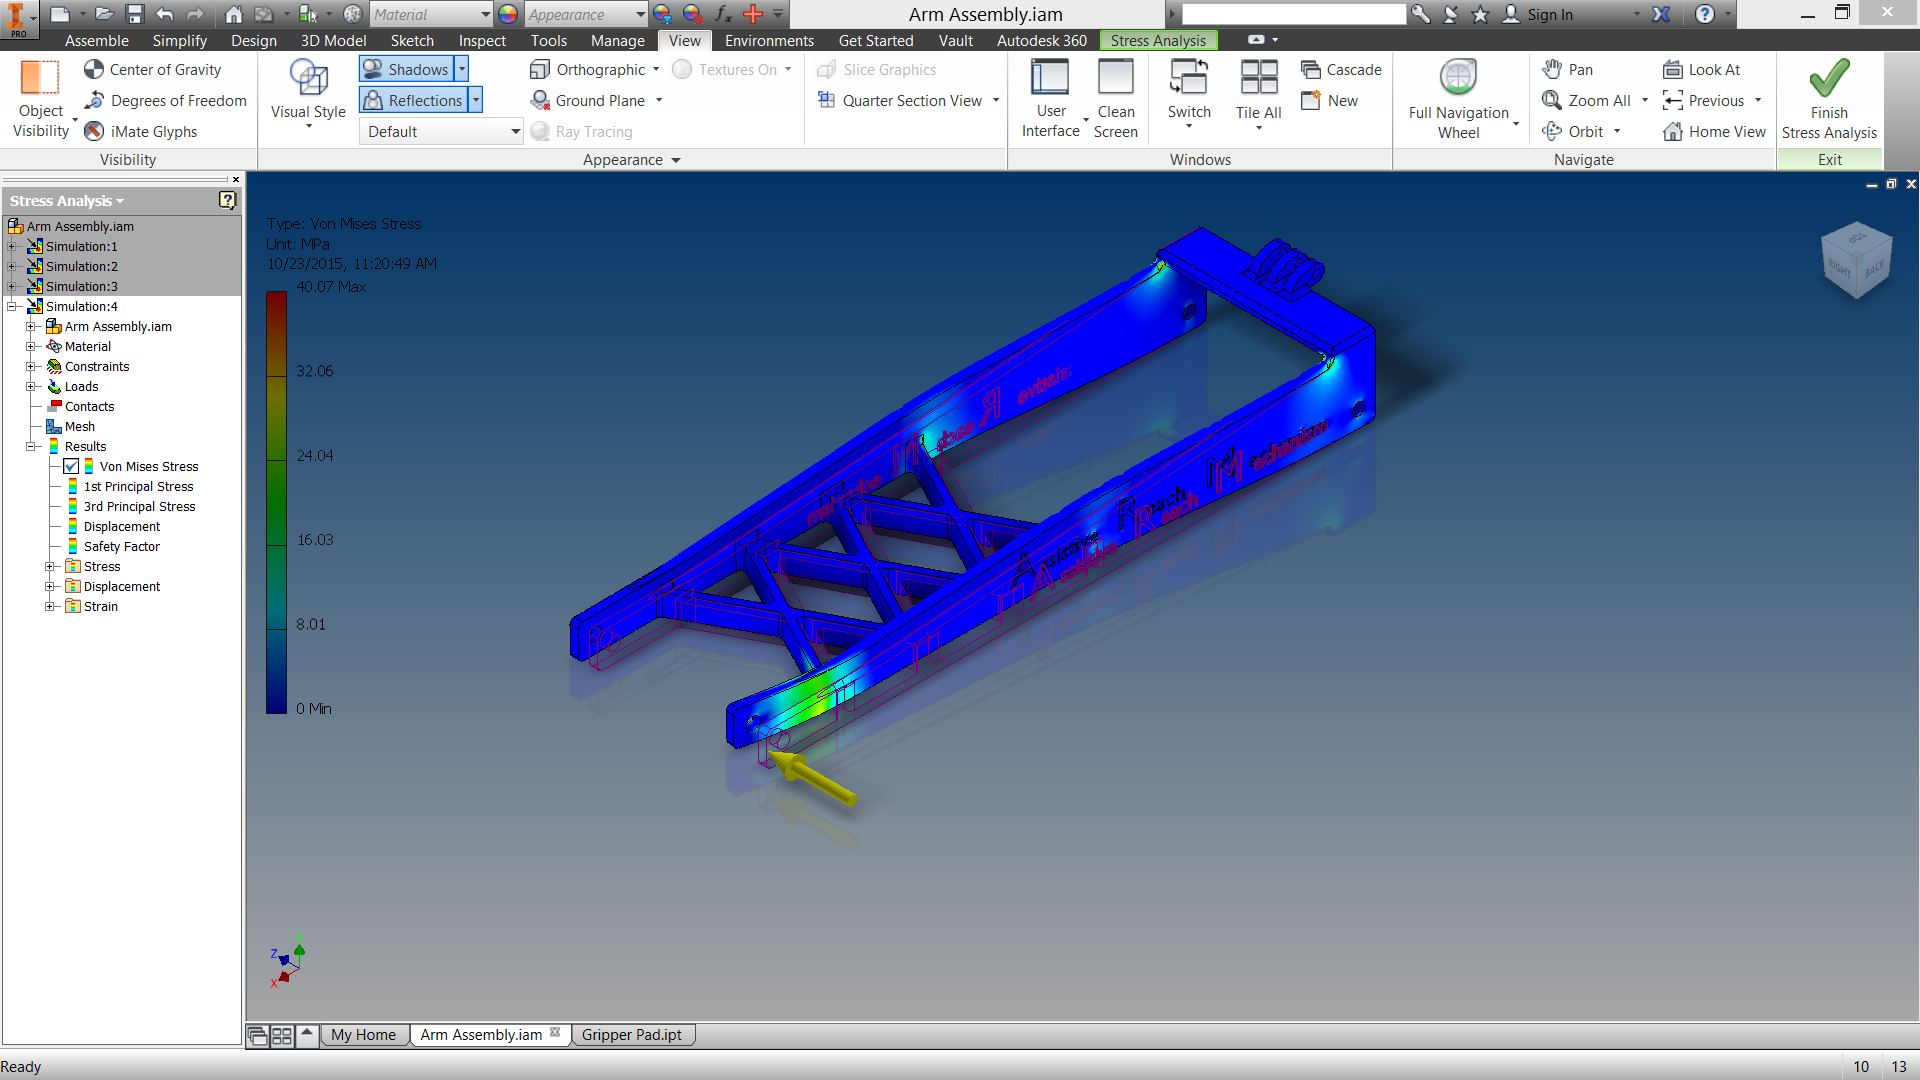 PRO
Material
Appearance
Arm Assembly.iam
Sign In
Assemble Simplify Design 3D Model Sketch Inspect Tools Manage View Environments Get Started Vault Autodesk 360 Stress Analysis
Object Visibility
Center of Gravity
Degrees of Freedom
iMate Glyphs
Visibility
Visual Style
Shadows
Reflections
Default
Orthographic
Ground Plane
Ray Tracing
Textures On
Slice Graphics
Quarter Section View
Appearance
User Interface
Clean Screen
Switch
Tile All
Cascade
New
Windows
Full Navigation Wheel
Pan
Zoom All
Orbit
Look At
Previous
Home View
Navigate
Finish Stress Analysis
Exit
Stress Analysis
Arm Assembly.iam
Simulation:1
Simulation:2
Simulation:3
Simulation:4
Arm Assembly.iam
Material
Constraints
Loads
Contacts
Mesh
Results
Von Mises Stress
1st Principal Stress
3rd Principal Stress
Displacement
Safety Factor
Stress
Displacement
Strain
Type: Von Mises Stress
Unit: MPa
10/23/2015, 11:20:49 AM
40.07 Max
32.06
24.04
16.03
8.01
0 Min
TOP
RIGHT
BACK
Y
Z
X
My Home
Arm Assembly.iam
Gripper Pad.ipt
Ready
10 13